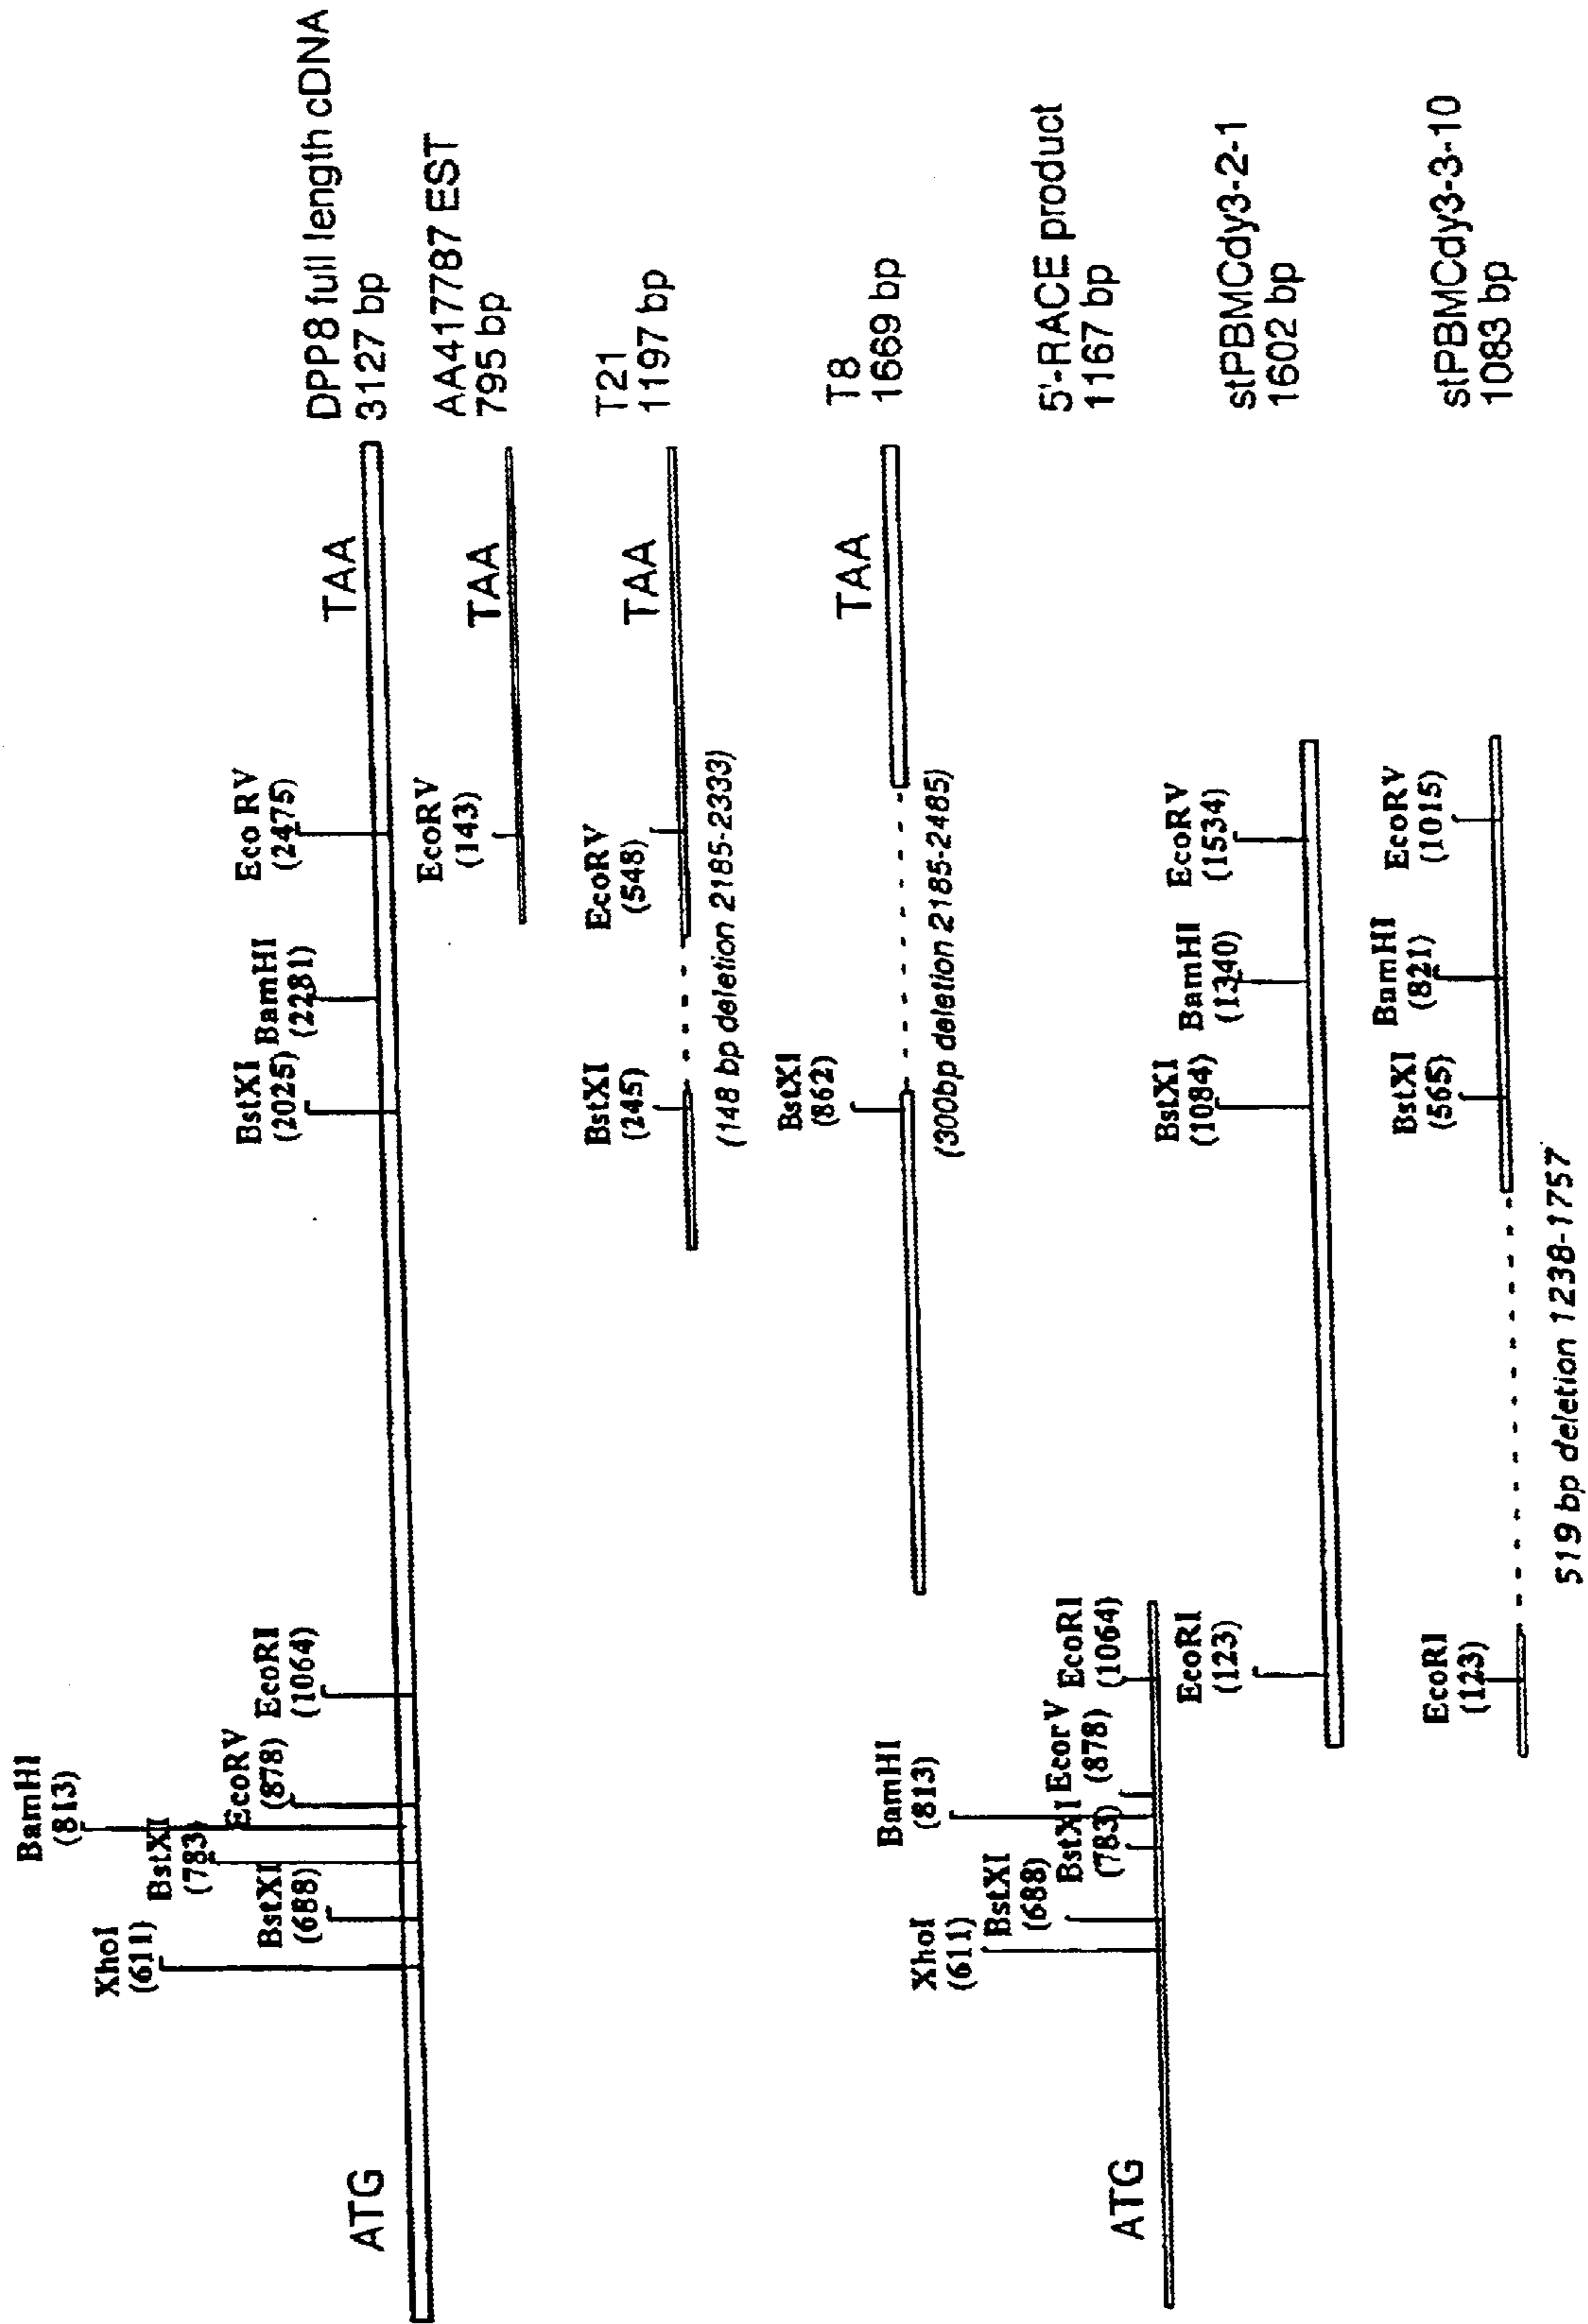 BamHI
(813)
XhoI
(611)
BstXI
(783)
BstXI
(688)
EcoRV
(878)
EcoRI
(1064)
BstXI
(2025)
BamHI
(2281)
Eco RV
(2475)
ATG
TAA
DPP8 full length cDNA
3127 bp
EcoRV
(143)
TAA
AA417787 EST
795 bp
BstXI
(245)
EcoRV
(548)
TAA
T21
1197 bp
(148 bp deletion 2185-2333)
BstXI
(862)
TAA
T8
1669 bp
(300bp deletion 2185-2485)
BamHI
(813)
XhoI
(611)
BstXI
(688)
BstXI
(783)
EcorV
(878)
EcoRI
(1064)
ATG
5'-RACE product
1167 bp
EcoRI
(123)
BstXI
(1084)
BamHI
(1340)
EcoRV
(1534)
stPBMCdy3-2-1
1602 bp
EcoRI
(123)
BstXI
(565)
BamHI
(821)
EcoRV
(1015)
stPBMCdy3-3-10
1083 bp
519 bp deletion 1238-1757